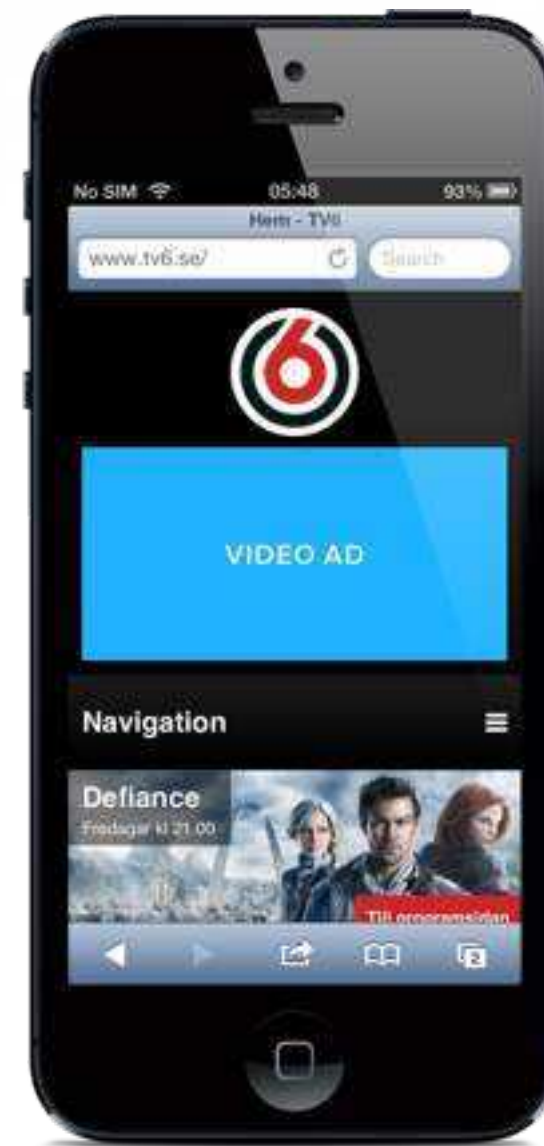 No SIM 05:48 93%
Hem - TV6
www.tv6.se/ Search
6
VIDEO AD
Navigation
Defiance
Fredagar kl 21.00
Till programsidan
2